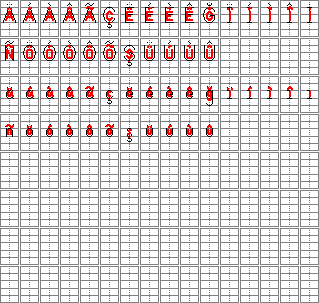 Ä Á À Â Ã Ç Ë É È Ê Ğ Ï Í Ì Î İ
Ñ Ö Ó Ò Ô Õ Ş Ü Ú Ù Û
ä á à â ã ç ë é è ê ğ ï í ì î ı
ñ ö ó ò ô õ ş ü ú ù û